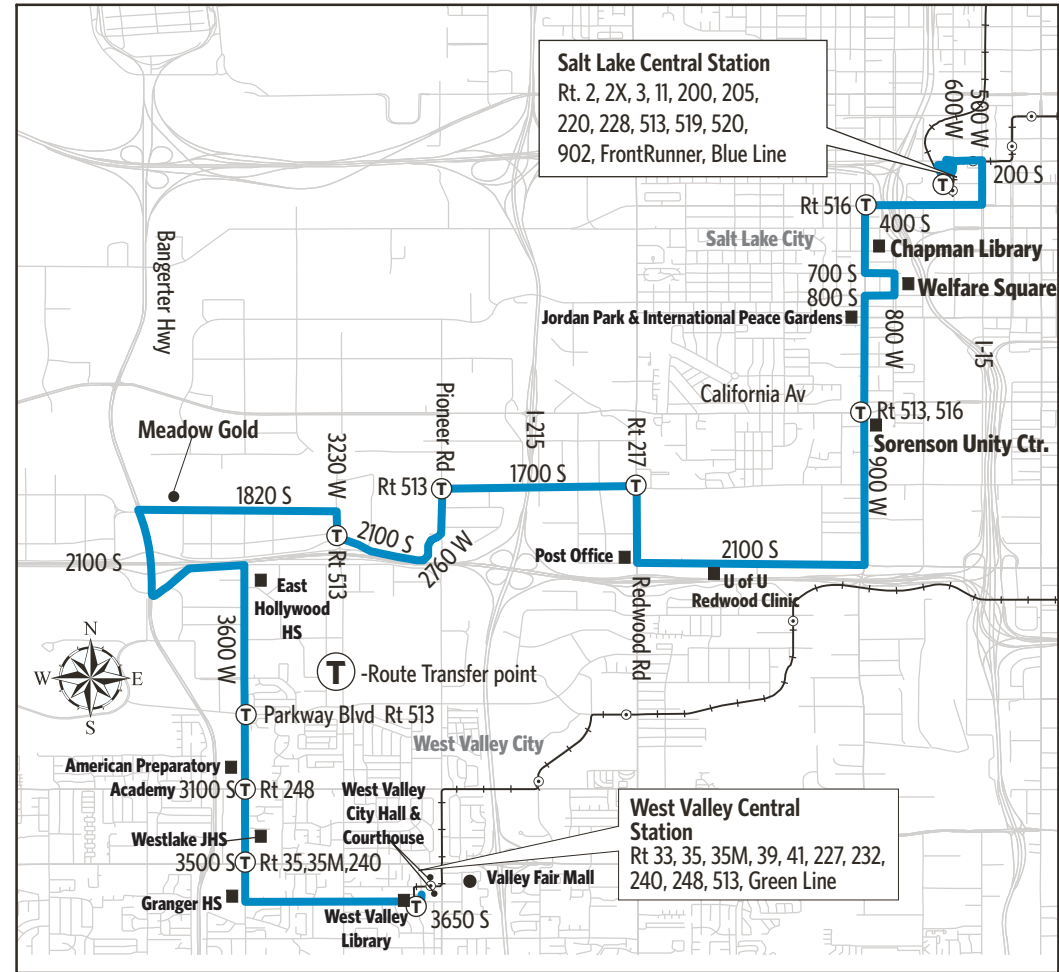 Salt Lake Central Station
Rt. 2, 2X, 3, 11, 200, 205,
220, 228, 513, 519, 520,
902, FrontRunner, Blue Line
600 W
500 W
200 S
Rt 516
400 S
Salt Lake City
Chapman Library
700 S
Welfare Square
800 S
Jordan Park & International Peace Gardens
800 W
I-15
Bangerter Hwy
California Av
Rt 513, 516
Sorenson Unity Ctr.
900 W
Pioneer Rd
I-215
Rt 217
Meadow Gold
3230 W
1820 S
Rt 513
1700 S
2100 S
2760 W
Rt 513
2100 S
Post Office
2100 S
U of U
Redwood Clinic
Redwood Rd
East
Hollywood
HS
3600 W
N
W
E
S
T
-Route Transfer point
Parkway Blvd Rt 513
West Valley City
American Preparatory
Academy
3100 S
Rt 248
West Valley
City Hall &
Courthouse
West Valley Central
Station
Rt 33, 35, 35M, 39, 41, 227, 232,
240, 248, 513, Green Line
Westlake JHS
3500 S
Rt 35,35M,240
Valley Fair Mall
Granger HS
West Valley
Library
3650 S
T
T
T
T
T
T
T
T
T
T